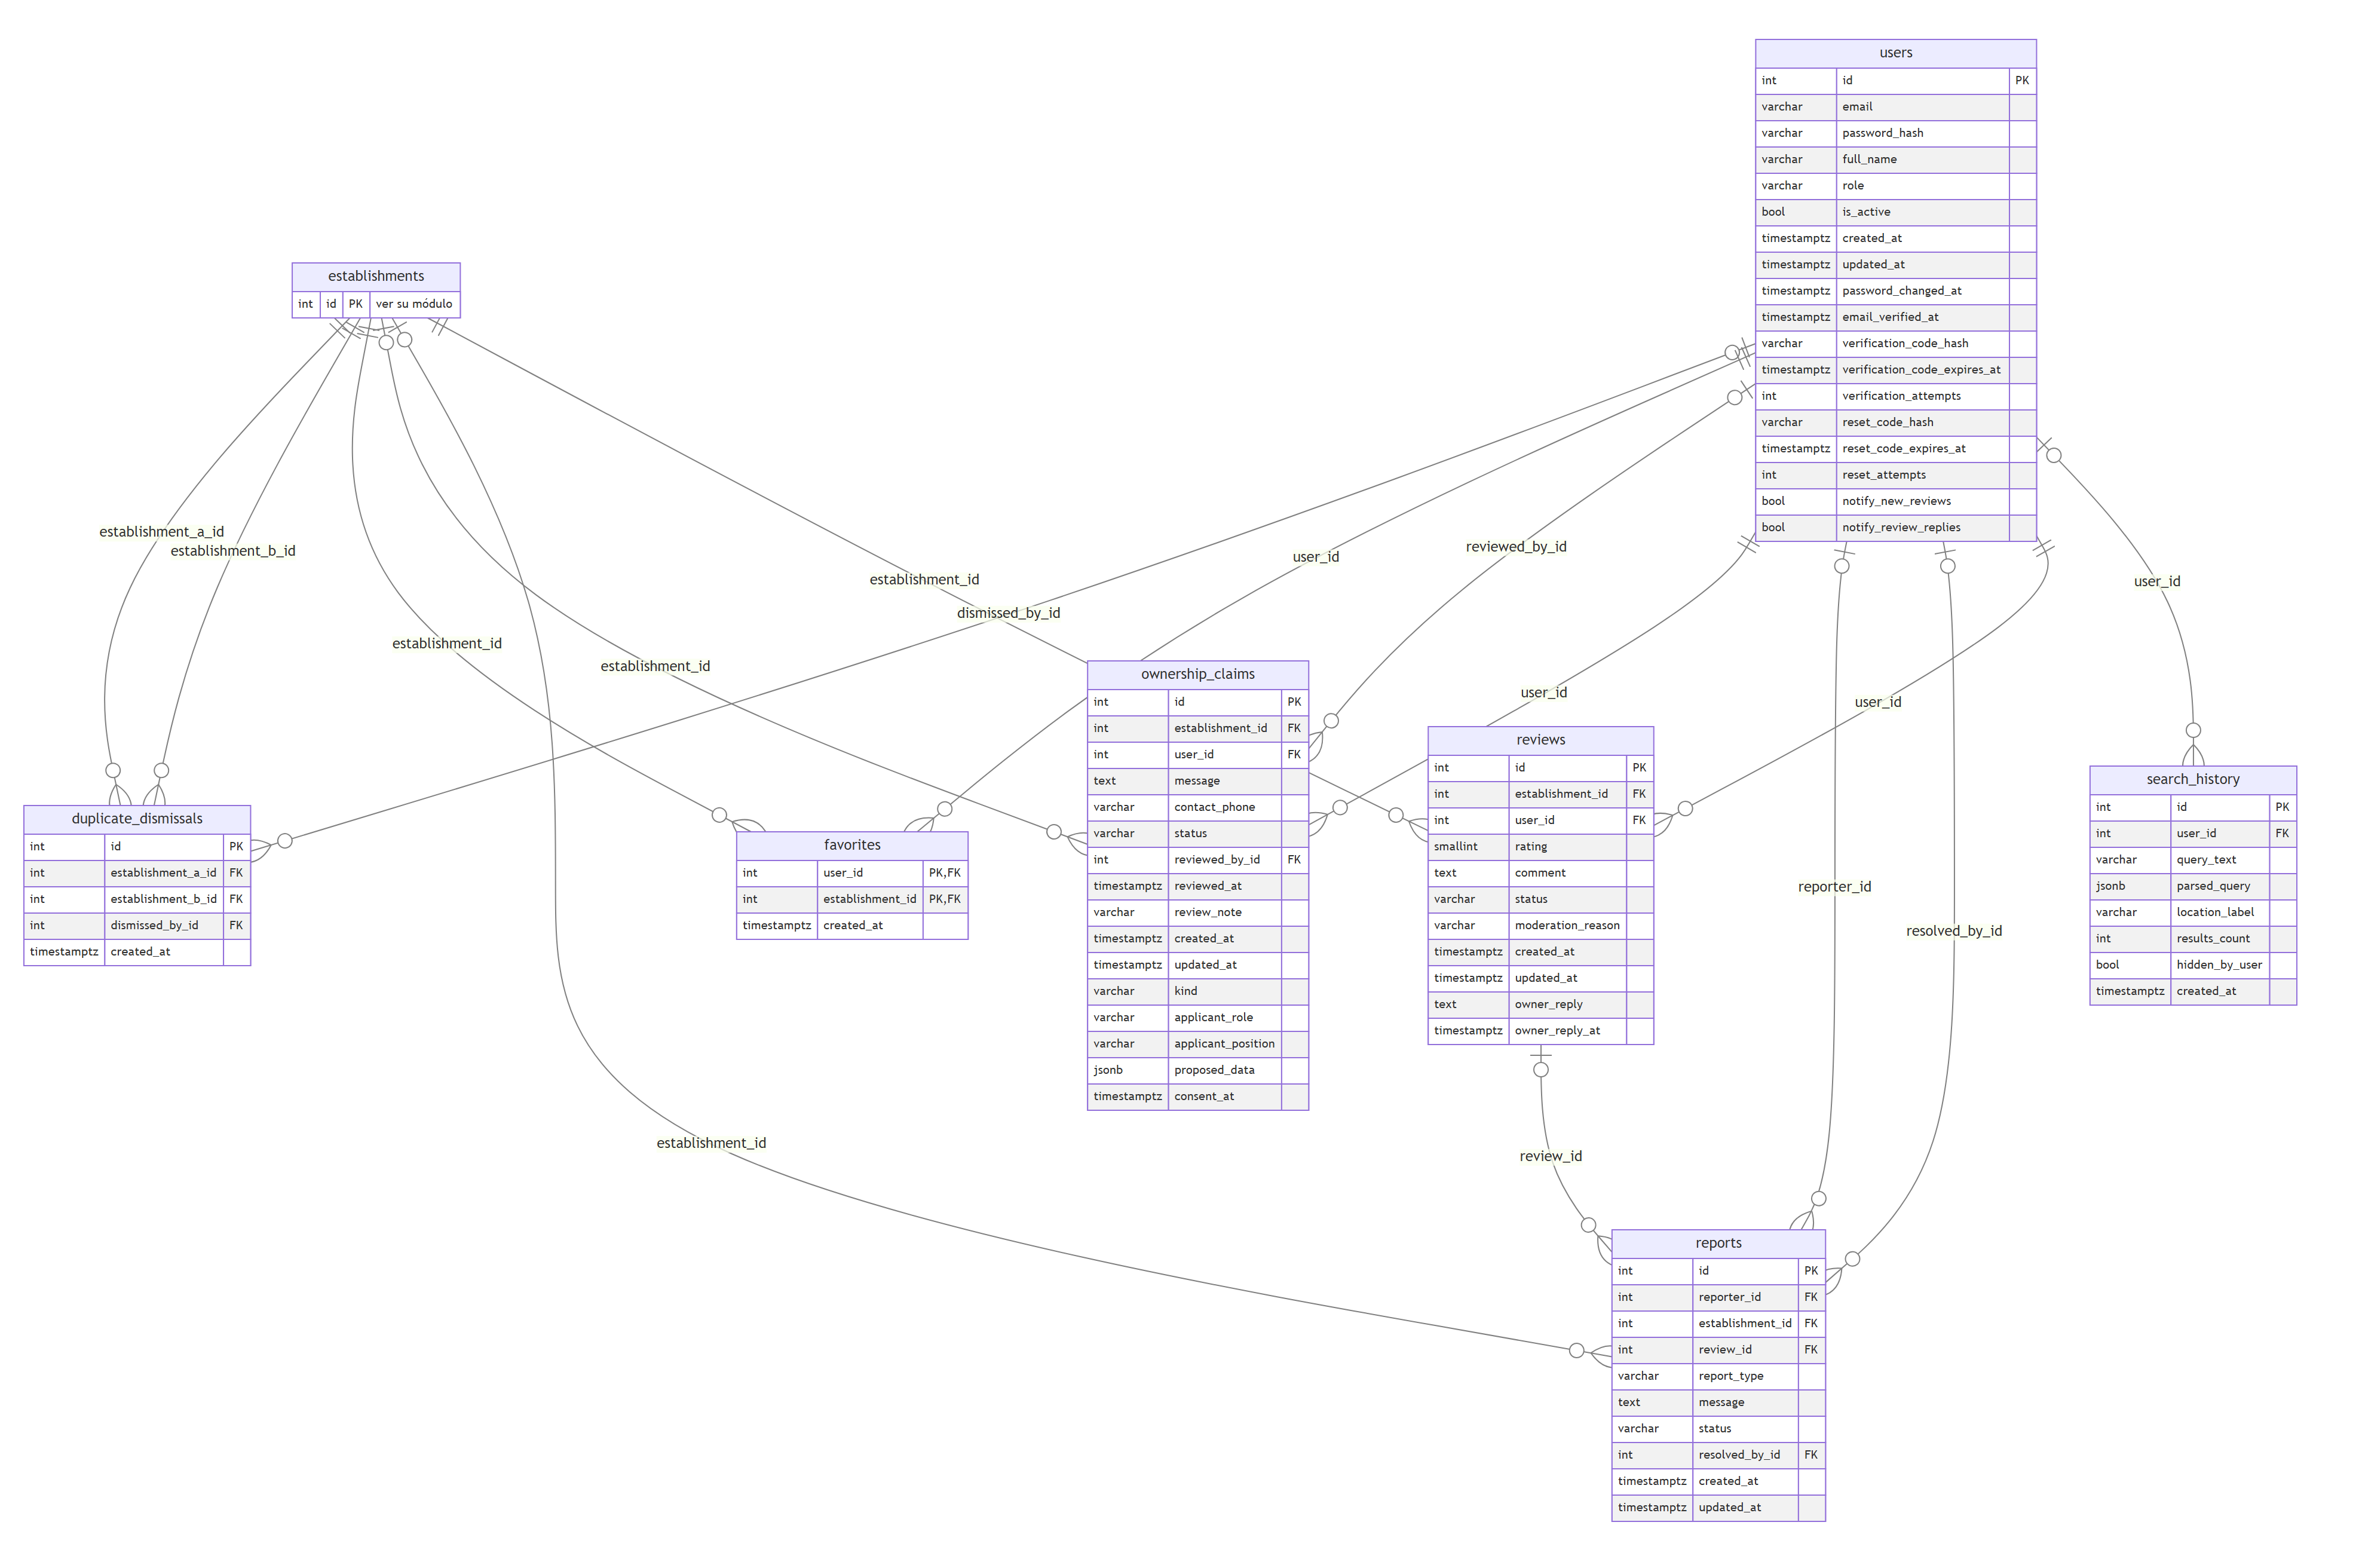 users
int id PK
varchar email
varchar password_hash
varchar full_name
varchar role
bool is_active
timestamptz created_at
timestamptz updated_at
timestamptz password_changed_at
timestamptz email_verified_at
varchar verification_code_hash
timestamptz verification_code_expires_at
int verification_attempts
varchar reset_code_hash
timestamptz reset_code_expires_at
int reset_attempts
bool notify_new_reviews
bool notify_review_replies
establishments
int id PK ver su módulo
establishment_a_id
establishment_b_id
establishment_id
establishment_id
establishment_id
dismissed_by_id
user_id
reviewed_by_id
user_id
user_id
user_id
duplicate_dismissals
int id PK
int establishment_a_id FK
int establishment_b_id FK
int dismissed_by_id FK
timestamptz created_at
favorites
int user_id PK,FK
int establishment_id PK,FK
timestamptz created_at
ownership_claims
int id PK
int establishment_id FK
int user_id FK
text message
varchar contact_phone
varchar status
int reviewed_by_id FK
timestamptz reviewed_at
varchar review_note
timestamptz created_at
timestamptz updated_at
varchar kind
varchar applicant_role
varchar applicant_position
jsonb proposed_data
timestamptz consent_at
reviews
int id PK
int establishment_id FK
int user_id FK
smallint rating
text comment
varchar status
varchar moderation_reason
timestamptz created_at
timestamptz updated_at
text owner_reply
timestamptz owner_reply_at
search_history
int id PK
int user_id FK
varchar query_text
jsonb parsed_query
varchar location_label
int results_count
bool hidden_by_user
timestamptz created_at
reporter_id
resolved_by_id
establishment_id
review_id
reports
int id PK
int reporter_id FK
int establishment_id FK
int review_id FK
varchar report_type
text message
varchar status
int resolved_by_id FK
timestamptz created_at
timestamptz updated_at